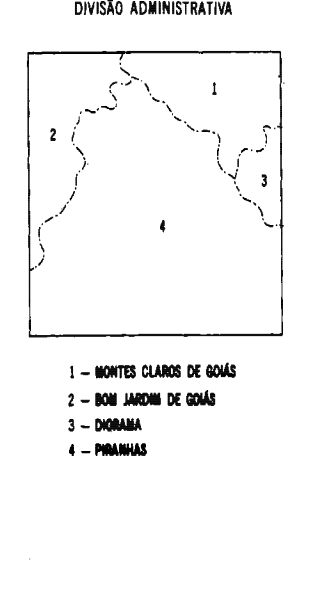 DIVISÃO ADMINISTRATIVA
1
2
3
4
1 – MONTES CLAROS DE GOIÁS
2 – BOM JARDIM DE GOIÁS
3 – DIORAMA
4 – PIRANHAS